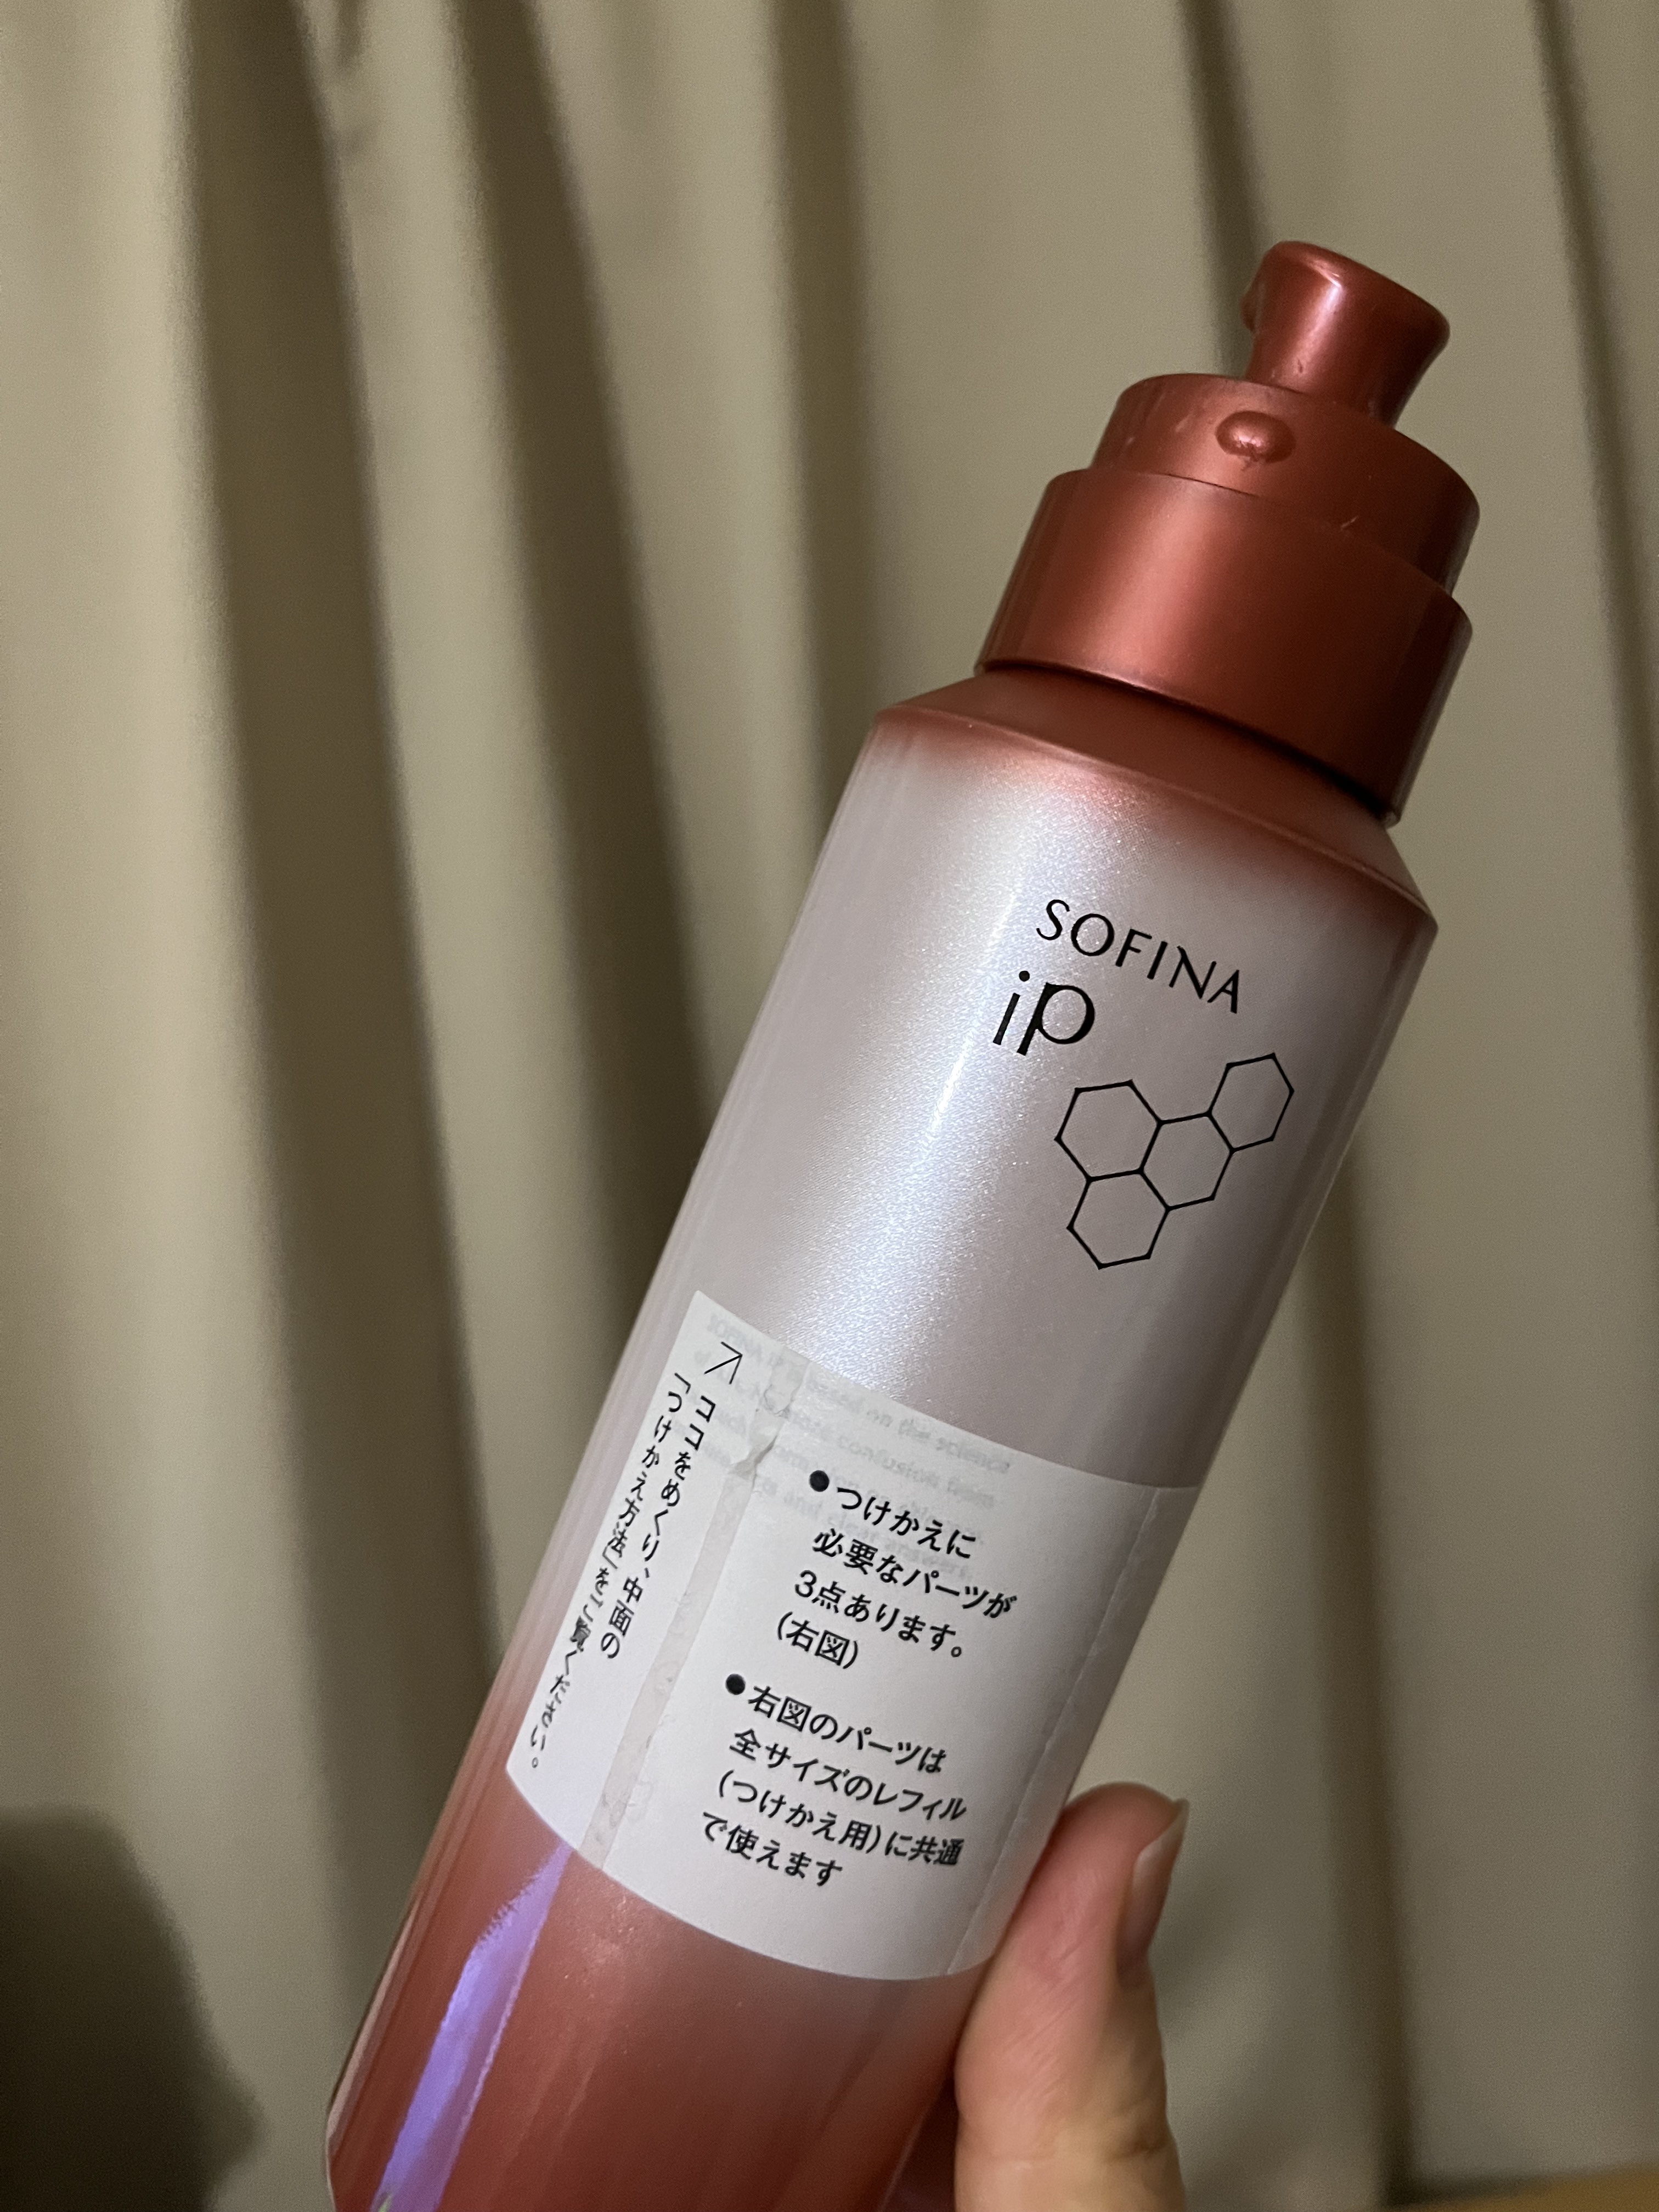 SOFINA
iP
ココをめくり、中面の
「つけかえ方法」をご覧ください。
●つけかえに
必要なパーツが
3点あります。
(右図)
●右図のパーツは
全サイズのレフィル
(つけかえ用)に共通
で使えます